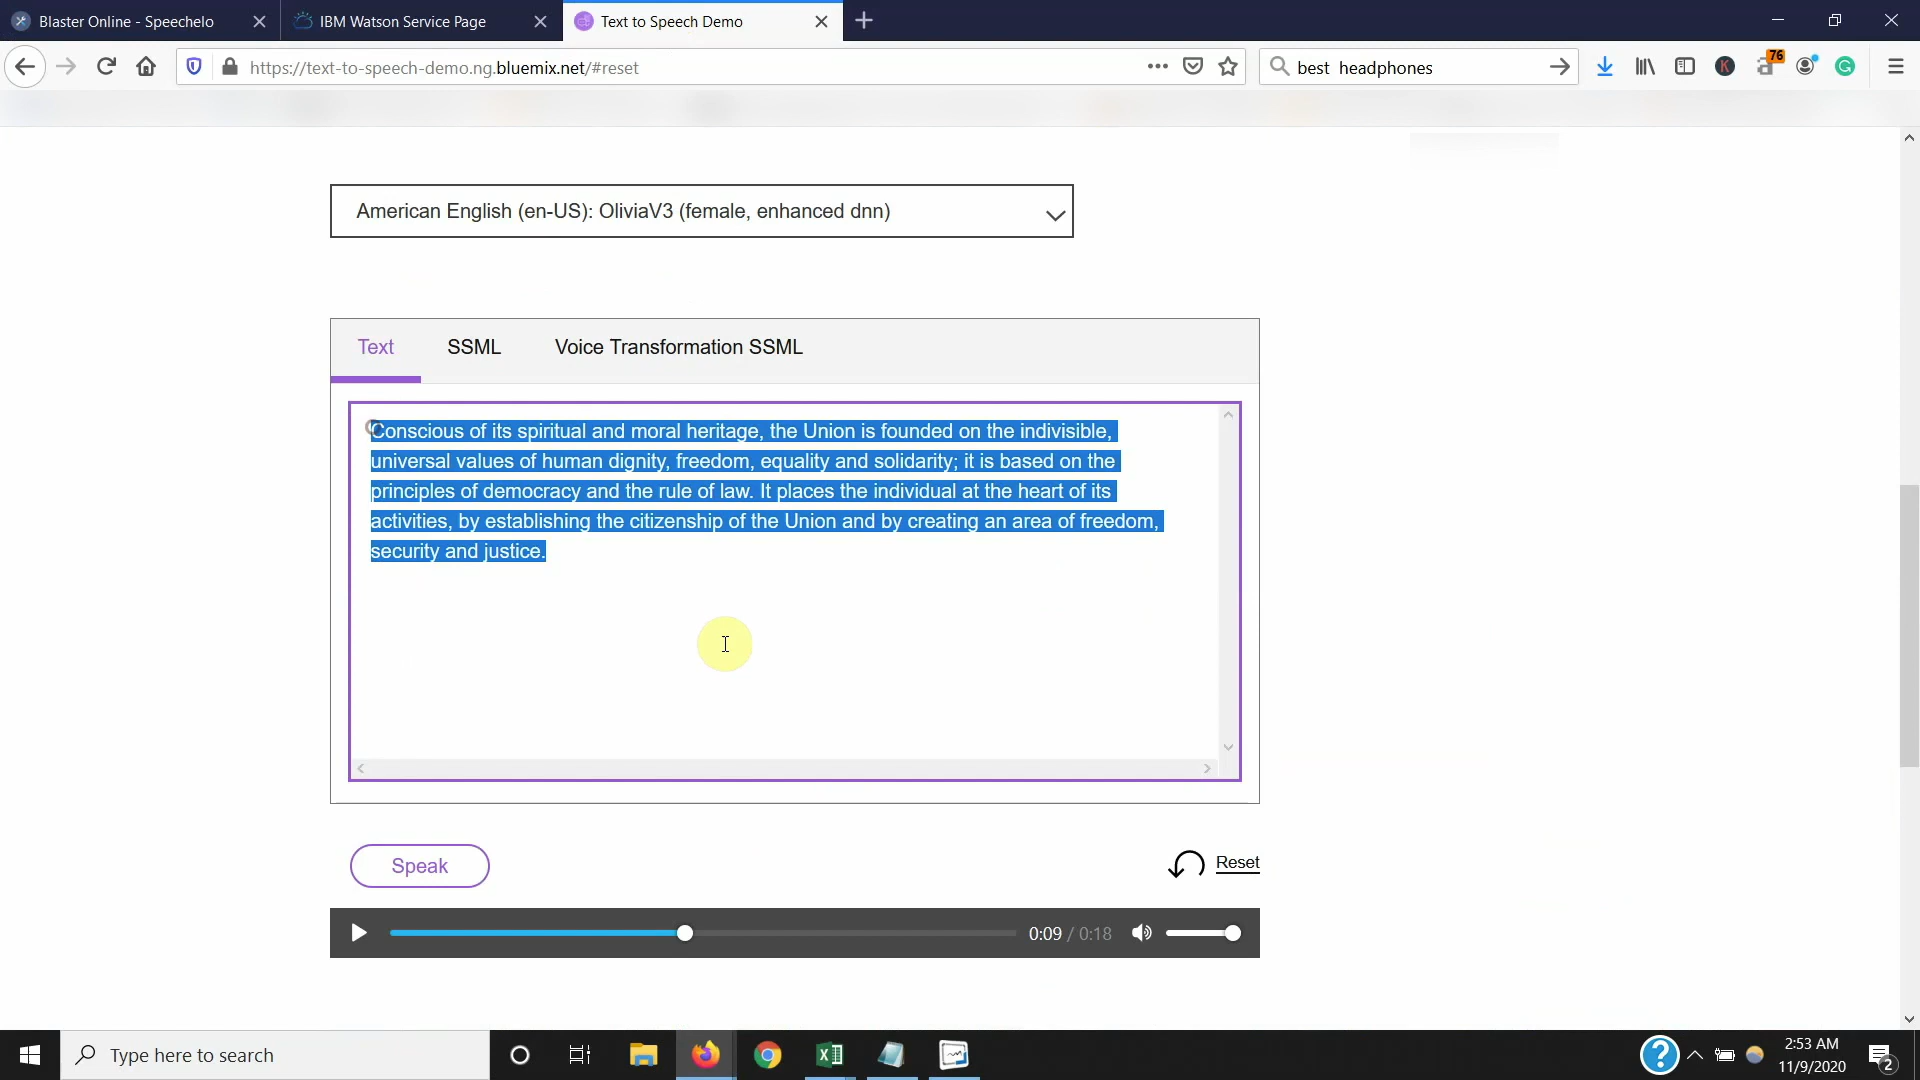 Blaster Online - Speechelo
IBM Watson Service Page
Text to Speech Demo
https://text-to-speech-demo.ng.bluemix.net/#reset
best headphones
76
American English (en-US): OliviaV3 (female, enhanced dnn)
Text
SSML
Voice Transformation SSML
Conscious of its spiritual and moral heritage, the Union is founded on the indivisible,
universal values of human dignity, freedom, equality and solidarity; it is based on the
principles of democracy and the rule of law. It places the individual at the heart of its
activities, by establishing the citizenship of the Union and by creating an area of freedom,
security and justice.
Speak
Reset
0:09 / 0:18
Type here to search
2:53 AM
11/9/2020
2